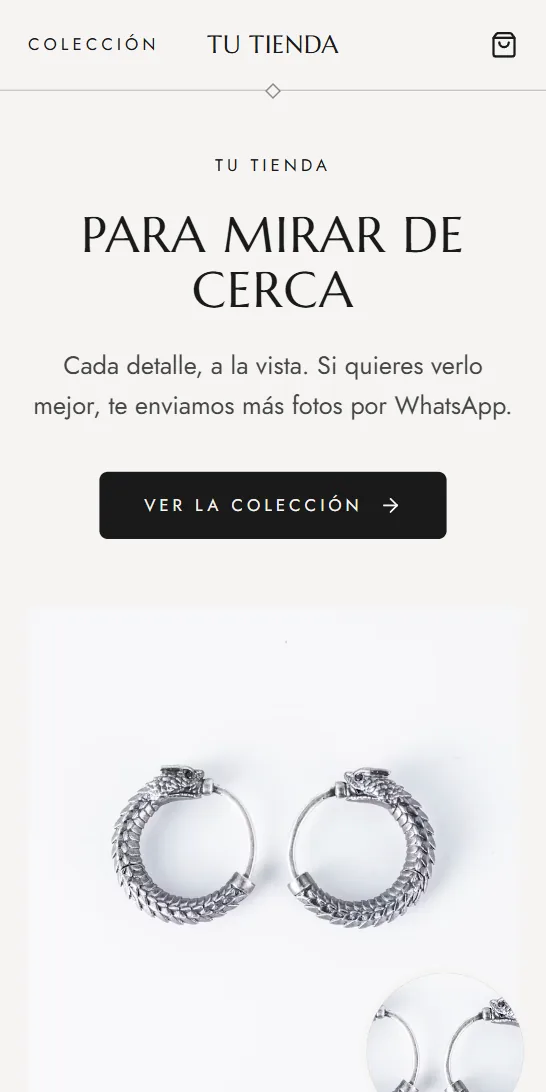 COLECCIÓN
TU TIENDA
TU TIENDA
PARA MIRAR DE
CERCA
Cada detalle, a la vista. Si quieres verlo
mejor, te enviamos más fotos por WhatsApp.
VER LA COLECCIÓN